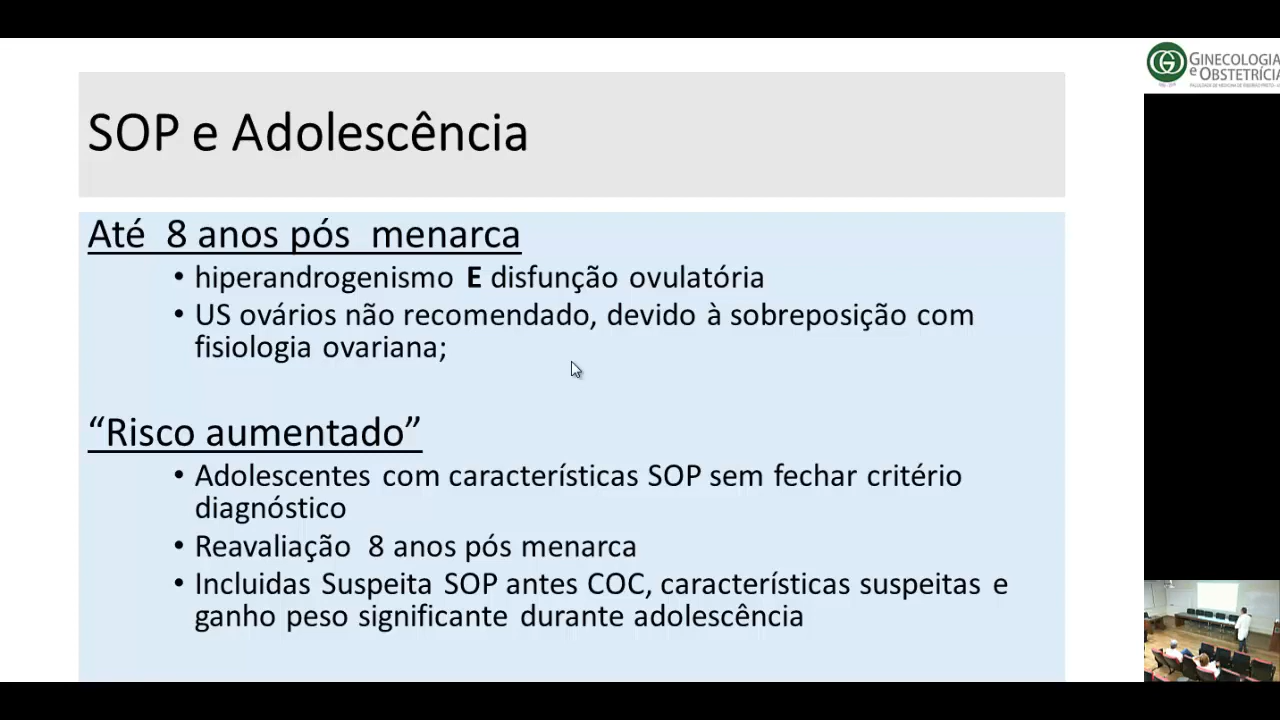 GINECOLOGIA
e OBSTETRÍCIA
SOP e Adolescência
Até 8 anos pós menarca
• hiperandrogenismo E disfunção ovulatória
• US ovários não recomendado, devido à sobreposição com
fisiologia ovariana;
“Risco aumentado”
• Adolescentes com características SOP sem fechar critério
diagnóstico
• Reavaliação 8 anos pós menarca
• Incluidas Suspeita SOP antes COC, características suspeitas e
ganho peso significante durante adolescência